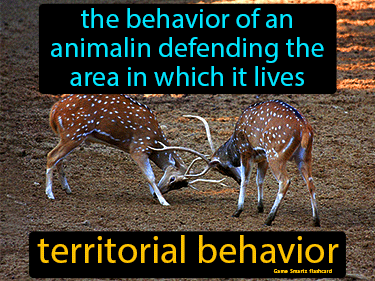 the behavior of an
animalin defending the
area in which it lives
territorial behavior
Game Smartz flashcard